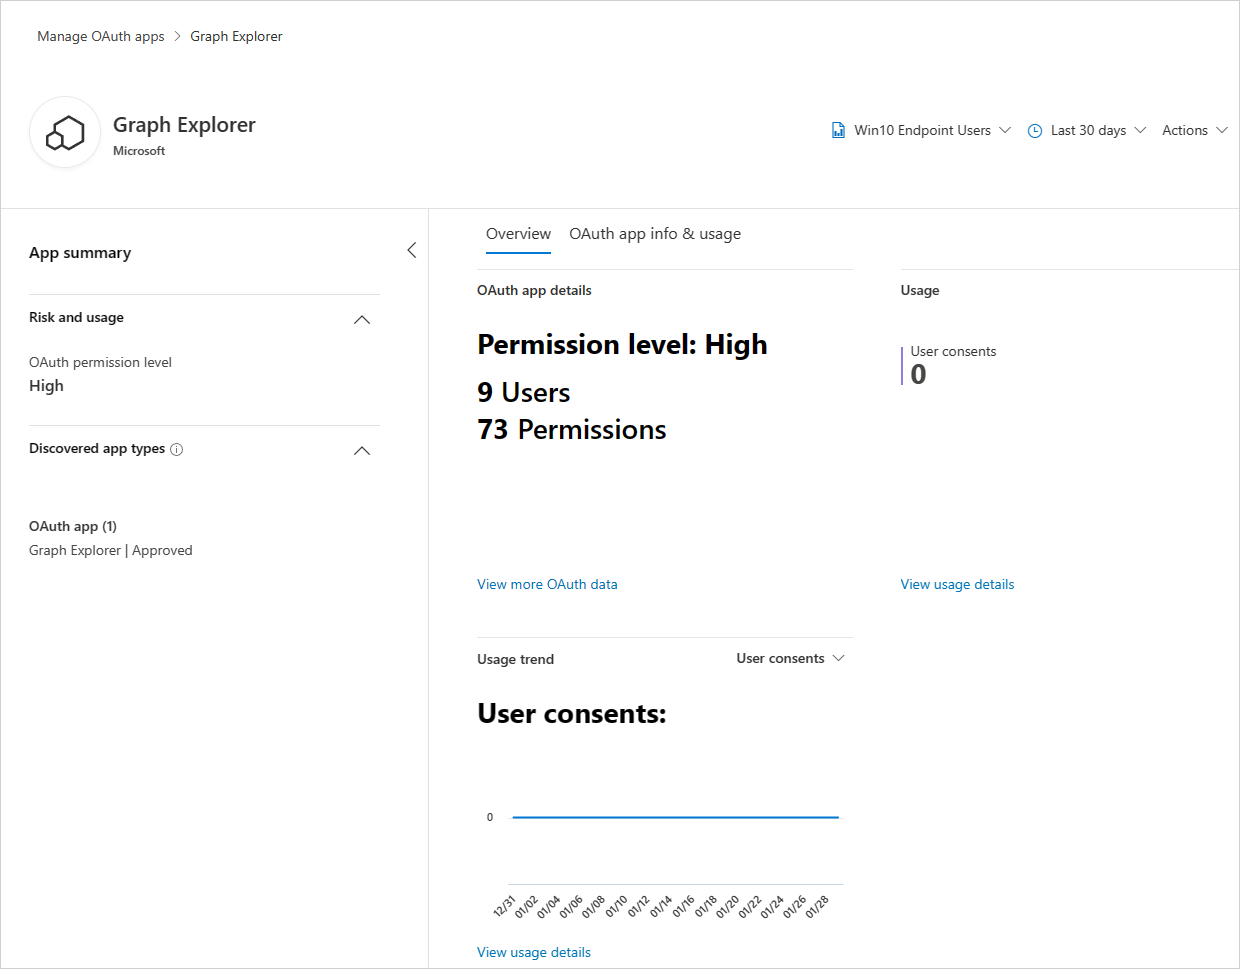 Manage OAuth apps > Graph Explorer
Graph Explorer
Microsoft
Win10 Endpoint Users
Last 30 days
Actions
App summary
Risk and usage
OAuth permission level
High
Discovered app types
OAuth app (1)
Graph Explorer | Approved
Overview
OAuth app info & usage
OAuth app details
Permission level: High
9 Users
73 Permissions
View more OAuth data
Usage
User consents
0
View usage details
Usage trend
User consents
User consents:
0
12/31
01/02
01/04
01/06
01/08
01/10
01/12
01/14
01/16
01/18
01/20
01/22
01/24
01/26
01/28
View usage details